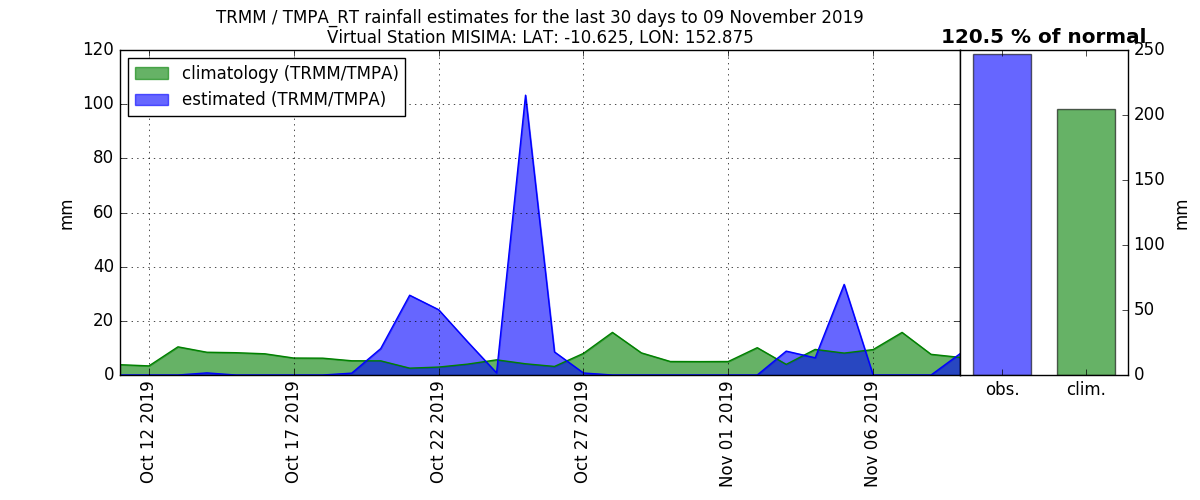 TRMM / TMPA_RT rainfall estimates for the last 30 days to 09 November 2019
Virtual Station MISIMA: LAT: -10.625, LON: 152.875
120.5 % of normal
climatology (TRMM/TMPA)
estimated (TRMM/TMPA)
120
100
80
60
40
20
0
mm
Oct 12 2019
Oct 17 2019
Oct 22 2019
Oct 27 2019
Nov 01 2019
Nov 06 2019
250
200
150
100
50
0
mm
obs.
clim.